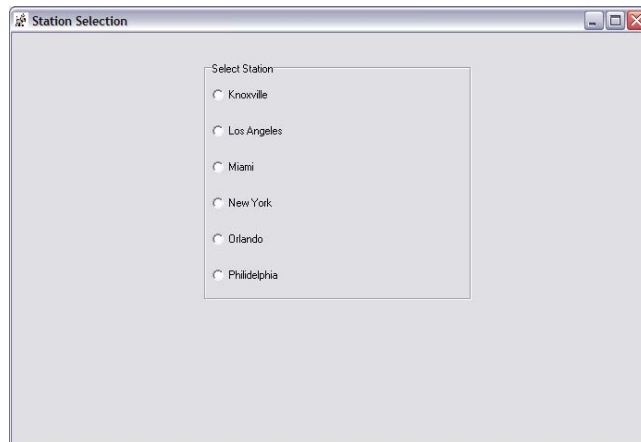 Station Selection
Select Station
Knoxville
Los Angeles
Miami
New York
Orlando
Philidelphia